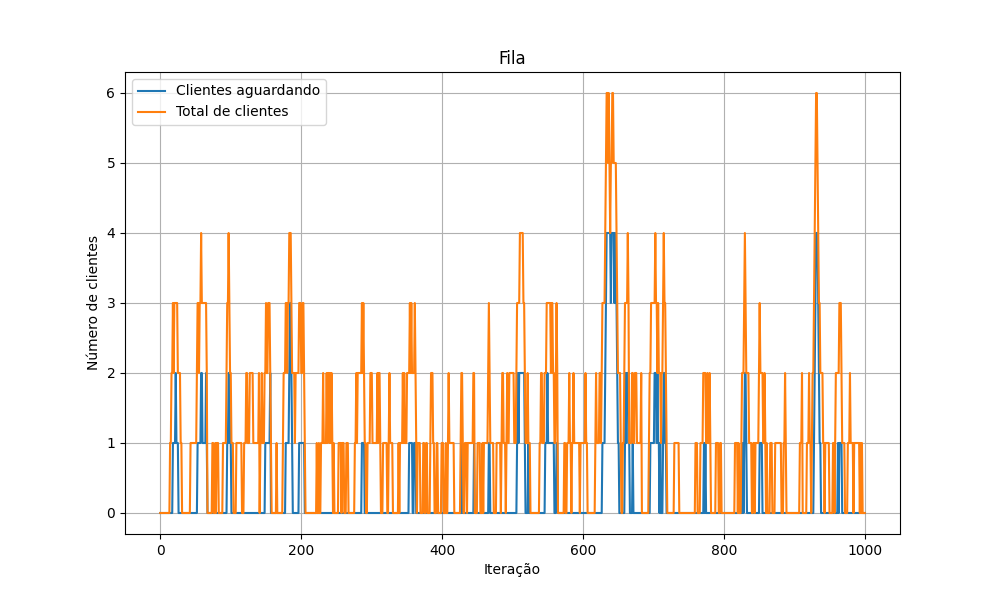 Fila
Clientes aguardando
Total de clientes
Número de clientes
6
5
4
3
2
1
0
0 200 400 600 800 1000
Iteração